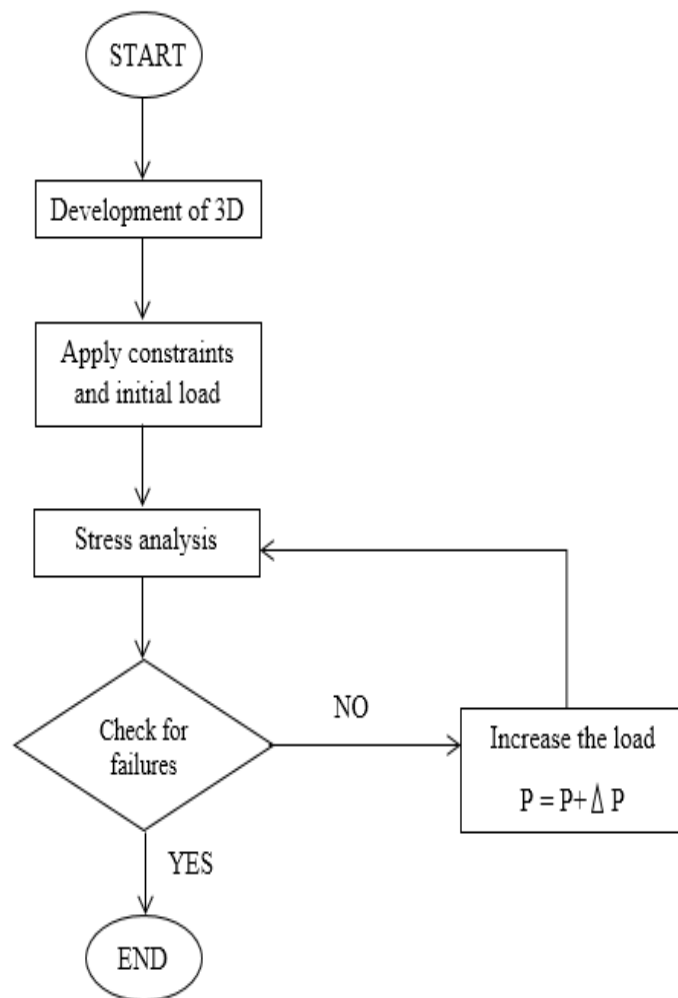 START
Development of 3D
Apply constraints
and initial load
Stress analysis
Check for
failures
NO
Increase the load
P = P+ Δ P
YES
END